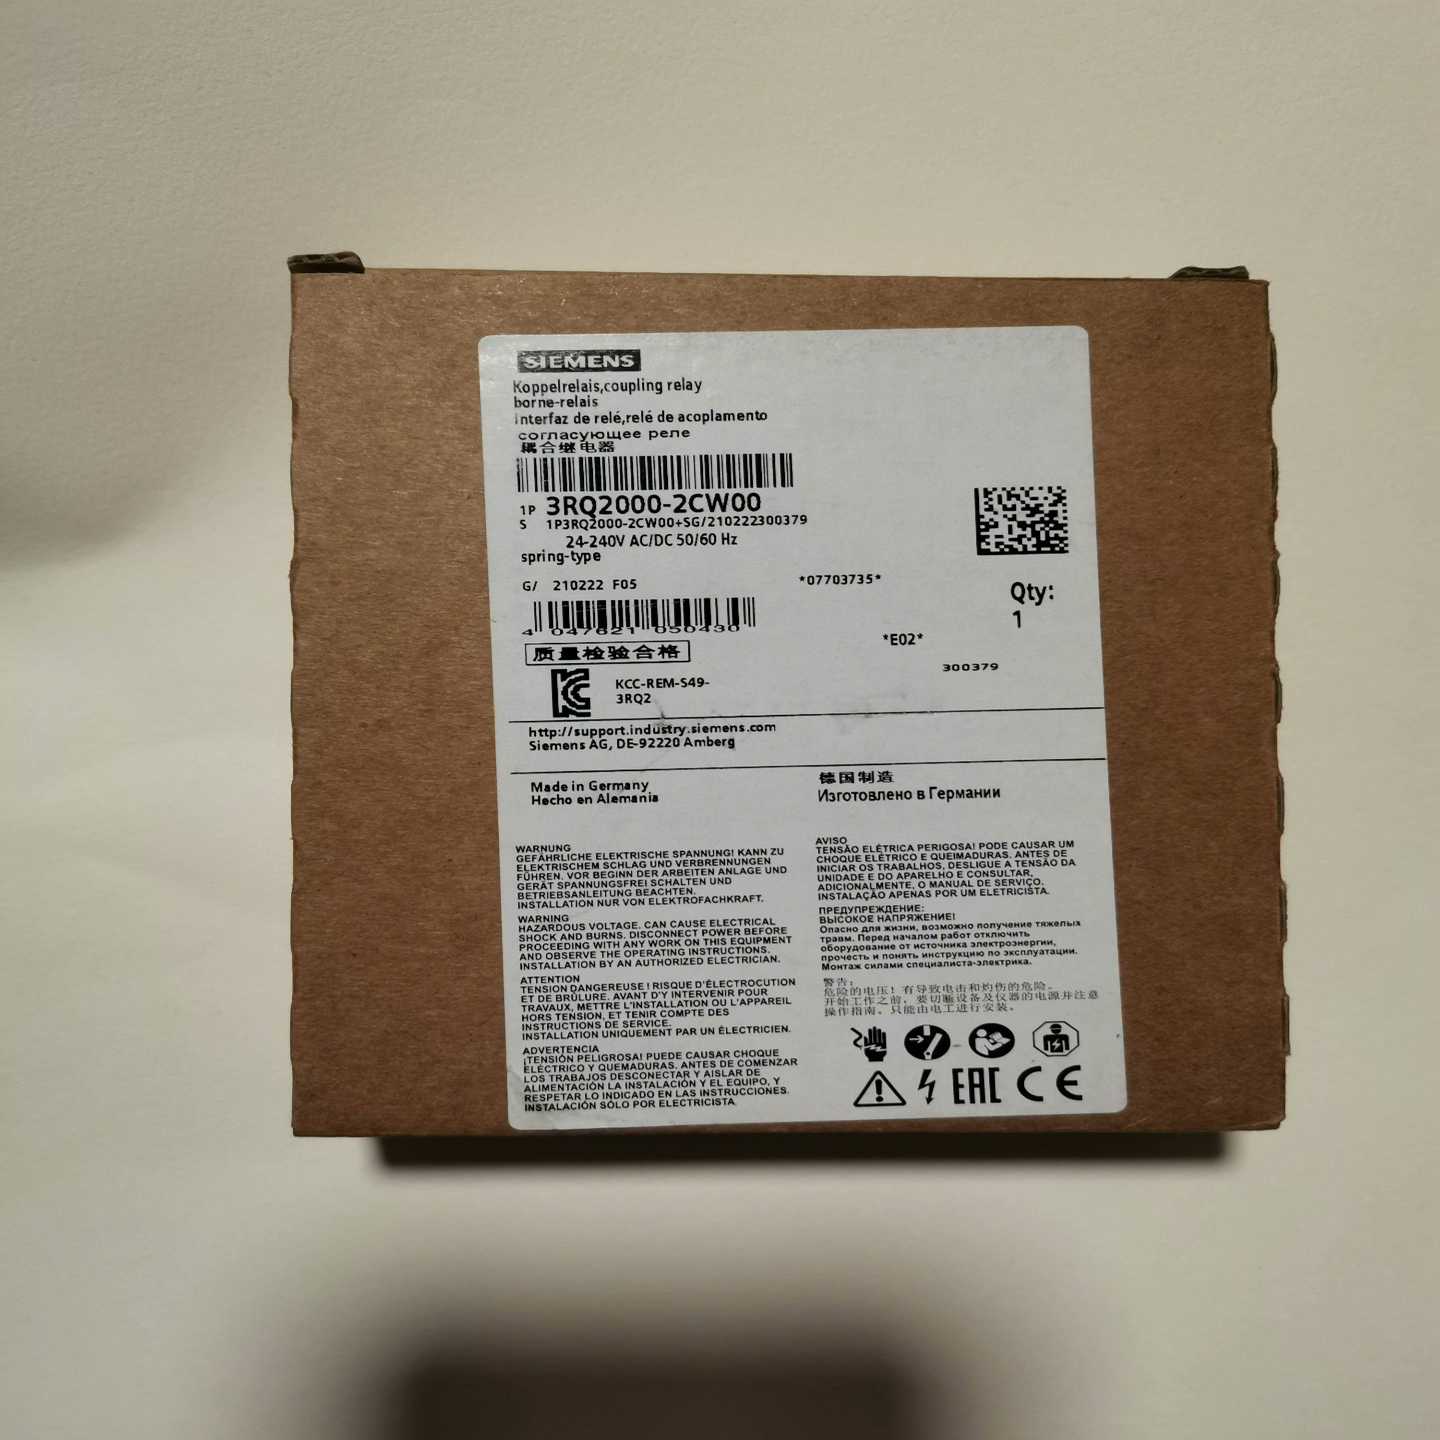 SIEMENS
Koppelrelais,coupling relay
borne-relais
Interfaz de relé,relé de acoplamento
согласующее реле
耦合继电器
1P 3RQ2000-2CW00
S 1P3RQ2000-2CW00+SG/210222300379
24-240V AC/DC 50/60 Hz
spring-type
G/ 210222 F05
*07703735*
Qty:
1
4 047621 050430
*E02*
300379
质量检验合格
KCC-REM-S49-
3RQ2
http://support.industry.siemens.com
Siemens AG, DE-92220 Amberg
Made in Germany
Hecho en Alemania
德国制造
Изготовлено в Германии
WARNUNG
GEFÄHRLICHE ELEKTRISCHE SPANNUNG! KANN ZU
ELEKTRISCHEM SCHLAG UND VERBRENNUNGEN
FÜHREN. VOR BEGINN DER ARBEITEN ANLAGE UND
GERÄT SPANNUNGSFREI SCHALTEN UND
BETRIEBSANLEITUNG BEACHTEN.
INSTALLATION NUR VON ELEKTROFACHKRAFT.
WARNING
HAZARDOUS VOLTAGE. CAN CAUSE ELECTRICAL
SHOCK AND BURNS. DISCONNECT POWER BEFORE
PROCEEDING WITH ANY WORK ON THIS EQUIPMENT
AND OBSERVE THE OPERATING INSTRUCTIONS.
INSTALLATION BY AN AUTHORIZED ELECTRICIAN.
ATTENTION
TENSION DANGEREUSE ! RISQUE D'ÉLECTROCUTION
ET DE BRÛLURE. AVANT D'Y INTERVENIR POUR
TRAVAUX, METTRE L'INSTALLATION OU L'APPAREIL
HORS TENSION, ET TENIR COMPTE DES
INSTRUCTIONS DE SERVICE.
INSTALLATION UNIQUEMENT PAR UN ÉLECTRICIEN.
ADVERTENCIA
¡TENSIÓN PELIGROSA! PUEDE CAUSAR CHOQUE
ELÉCTRICO Y QUEMADURAS. ANTES DE COMENZAR
LOS TRABAJOS DESCONECTAR Y AISLAR DE
ALIMENTACIÓN LA INSTALACIÓN Y EL EQUIPO, Y
RESPETAR LO INDICADO EN LAS INSTRUCCIONES.
INSTALACIÓN SÓLO POR ELECTRICISTA.
AVISO
TENSÃO ELÉTRICA PERIGOSA! PODE CAUSAR UM
CHOQUE ELÉTRICO E QUEIMADURAS. ANTES DE
INICIAR OS TRABALHOS, DESLIGUE A TENSÃO DA
UNIDADE E DO APARELHO E CONSULTAR,
ADICIONALMENTE, O MANUAL DE SERVIÇO.
INSTALAÇÃO APENAS POR UM ELETRICISTA.
ПРЕДУПРЕЖДЕНИЕ:
ВЫСОКОЕ НАПРЯЖЕНИЕ!
Опасно для жизни, возможно получение тяжелых
травм. Перед началом работ отключить
оборудование от источника электроэнергии,
прочесть и понять инструкцию по эксплуатации.
Монтаж силами специалиста-электрика.
警告:
危险的电压! 有导致电击和灼伤的危险。
开始工作之前, 要切断设备及仪器的电源并注意
操作指南。只能由电工进行安装。
EAC CE